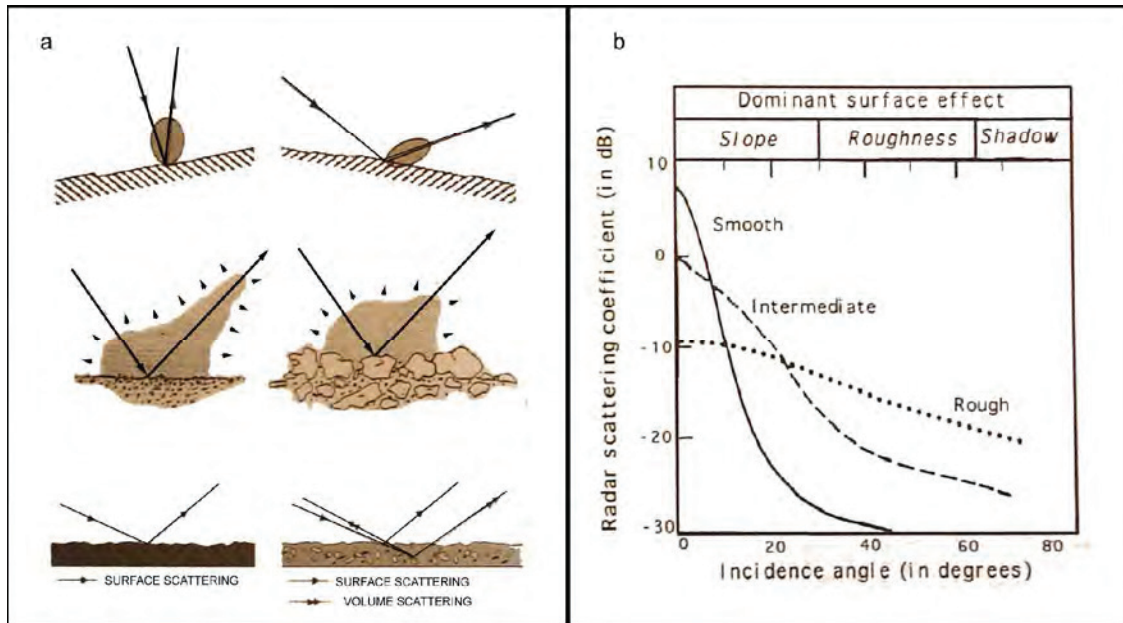 a
SURFACE SCATTERING
SURFACE SCATTERING
VOLUME SCATTERING
b
Dominant surface effect
Slope Roughness Shadow
Radar scattering coefficient (in dB)
10
0
-10
-20
-30
Smooth
Intermediate
Rough
0 20 40 60 80
Incidence angle (in degrees)